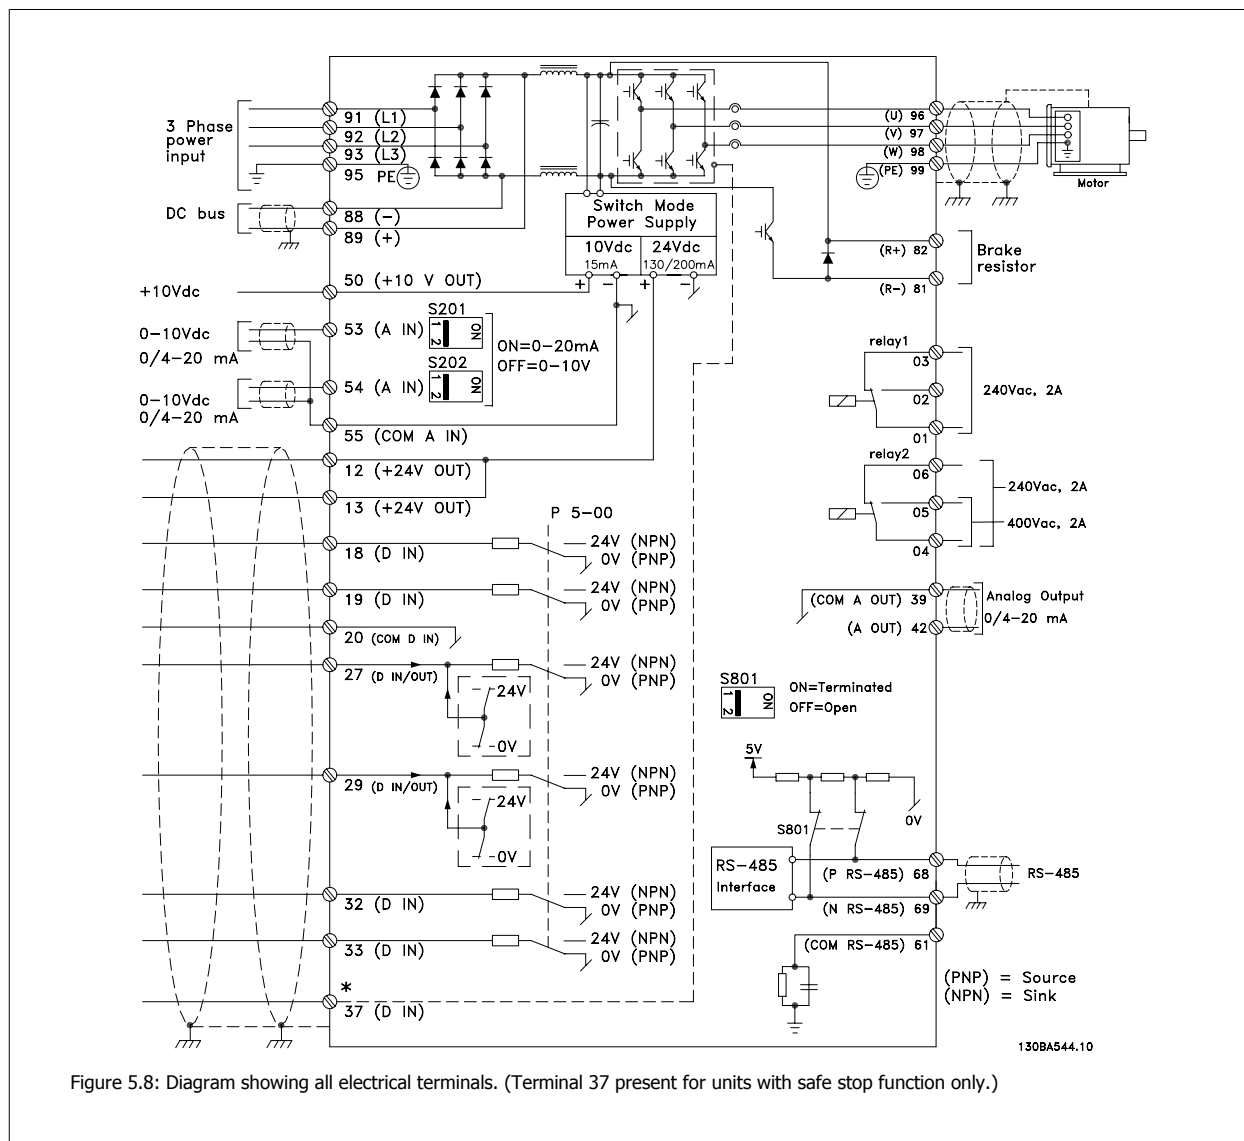 3 Phase
power
input
91 (L1)
92 (L2)
93 (L3)
95 PE
DC bus
88 (-)
89 (+)
+10Vdc
50 (+10 V OUT)
0-10Vdc
0/4-20 mA
53 (A IN)
S201
1 2
ON
ON=0-20mA
OFF=0-10V
S202
1 2
ON
0-10Vdc
0/4-20 mA
54 (A IN)
55 (COM A IN)
12 (+24V OUT)
13 (+24V OUT)
P 5-00
18 (D IN)
24V (NPN)
0V (PNP)
19 (D IN)
24V (NPN)
0V (PNP)
20 (COM D IN)
27 (D IN/OUT)
24V (NPN)
0V (PNP)
24V
0V
29 (D IN/OUT)
24V (NPN)
0V (PNP)
24V
0V
32 (D IN)
24V (NPN)
0V (PNP)
33 (D IN)
24V (NPN)
0V (PNP)
*
37 (D IN)
Switch Mode
Power Supply
10Vdc
15mA
24Vdc
130/200mA
+ - + -
(U) 96
(V) 97
(W) 98
(PE) 99
Motor
(R+) 82
(R-) 81
Brake
resistor
relay1
03
02
01
240Vac, 2A
relay2
06
05
04
240Vac, 2A
400Vac, 2A
(COM A OUT) 39
(A OUT) 42
Analog Output
0/4-20 mA
S801
1 2
ON
ON=Terminated
OFF=Open
5V
S801
0V
RS-485
Interface
(P RS-485) 68
(N RS-485) 69
RS-485
(COM RS-485) 61
(PNP) = Source
(NPN) = Sink
130BA544.10
Figure 5.8: Diagram showing all electrical terminals. (Terminal 37 present for units with safe stop function only.)